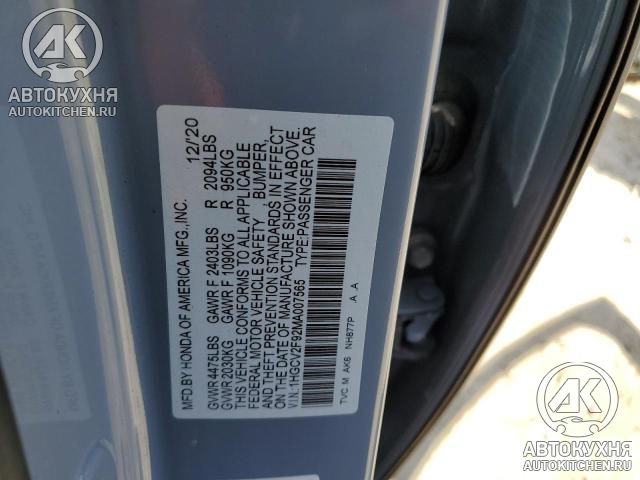 AK
АВТОКУХНЯ
AUTOKITCHEN.RU
MFD BY HONDA OF AMERICA MFG.,INC. 12/20
GVWR 4475LBS GAWR F 2403LBS R 2094LBS
GVWR 2030KG GAWR F 1090KG R 950KG
THIS VEHICLE CONFORMS TO ALL APPLICABLE
FEDERAL MOTOR VEHICLE SAFETY, BUMPER,
AND THEFT PREVENTION STANDARDS IN EFFECT
ON THE DATE OF MANUFACTURE SHOWN ABOVE.
V.I.N.:1HGCV2F92MA007565 TYPE:PASSENGER CAR
TVC M AK6 NH877P A A
AK
АВТОКУХНЯ
AUTOKITCHEN.RU